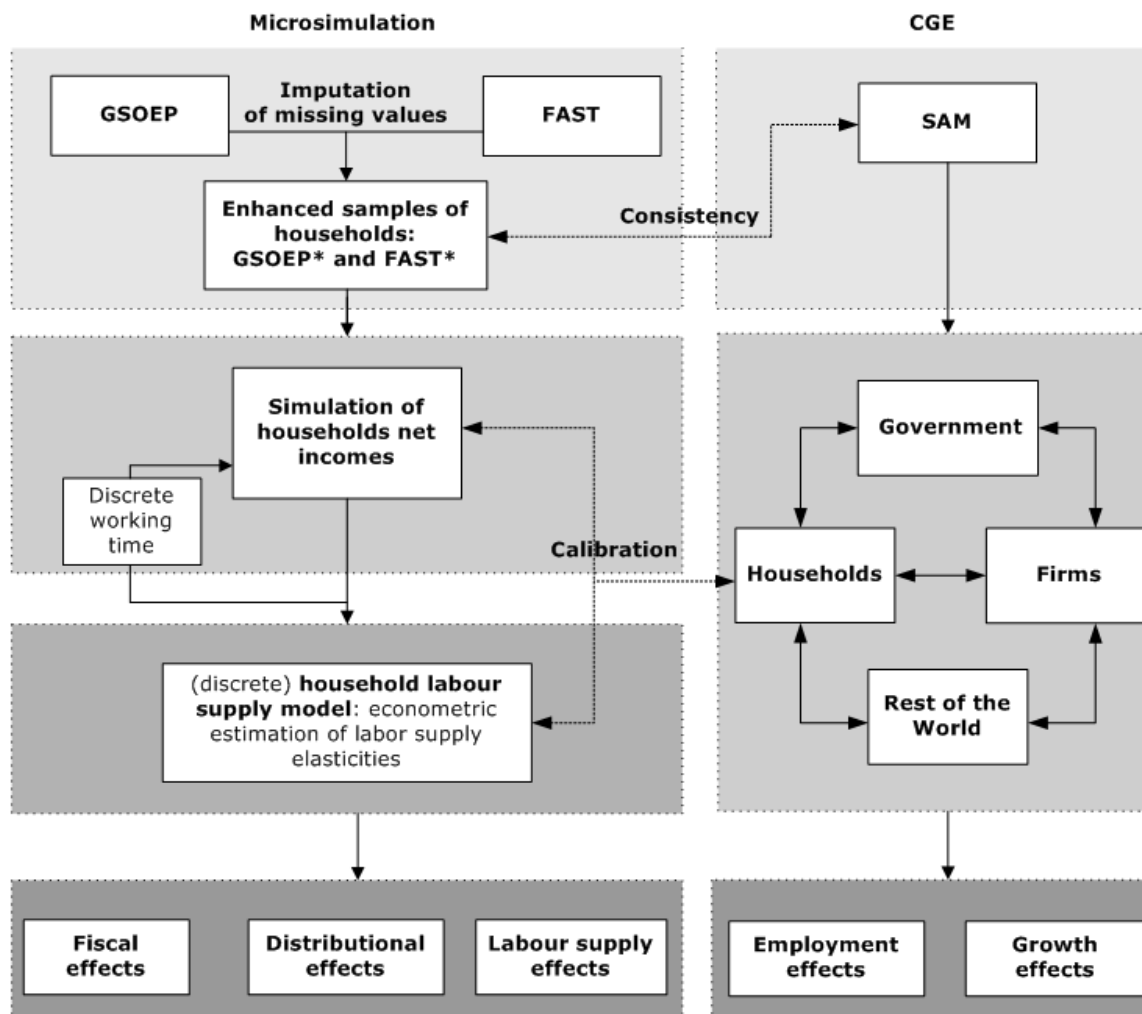 Microsimulation
CGE
GSOEP
Imputation
of missing values
FAST
SAM
Enhanced samples of
households:
GSOEP* and FAST*
Consistency
Simulation of
households net
incomes
Discrete
working
time
Calibration
Government
Households
Firms
Rest of the
World
(discrete) household labour
supply model: econometric
estimation of labor supply
elasticities
Fiscal
effects
Distributional
effects
Labour supply
effects
Employment
effects
Growth
effects